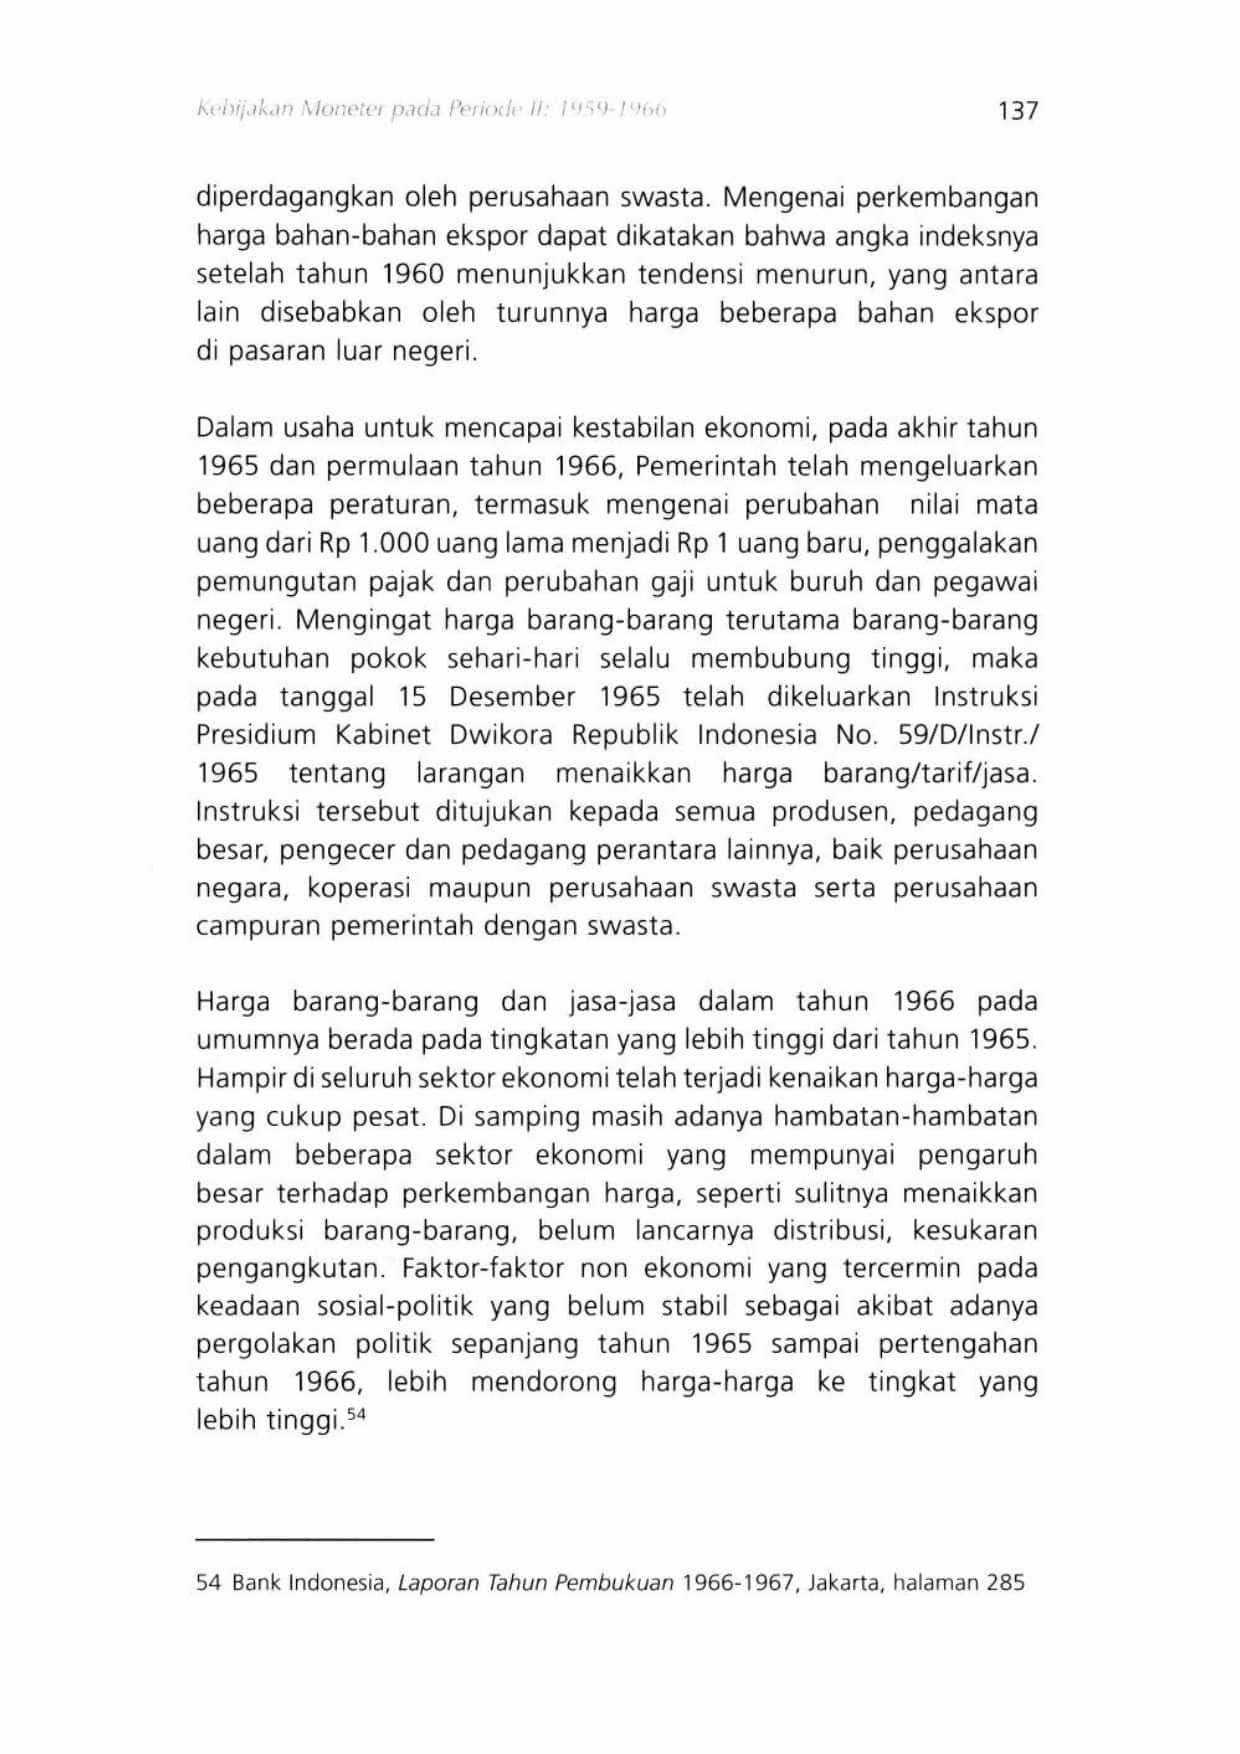 Kebijakan Moneter pada Periode II: 1959-1966 137
diperdagangkan oleh perusahaan swasta. Mengenai perkembangan
harga bahan-bahan ekspor dapat dikatakan bahwa angka indeksnya
setelah tahun 1960 menunjukkan tendensi menurun, yang antara
lain disebabkan oleh turunnya harga beberapa bahan ekspor
di pasaran luar negeri.
Dalam usaha untuk mencapai kestabilan ekonomi, pada akhir tahun
1965 dan permulaan tahun 1966, Pemerintah telah mengeluarkan
beberapa peraturan, termasuk mengenai perubahan nilai mata
uang dari Rp 1.000 uang lama menjadi Rp 1 uang baru, penggalakan
pemungutan pajak dan perubahan gaji untuk buruh dan pegawai
negeri. Mengingat harga barang-barang terutama barang-barang
kebutuhan pokok sehari-hari selalu membubung tinggi, maka
pada tanggal 15 Desember 1965 telah dikeluarkan Instruksi
Presidium Kabinet Dwikora Republik Indonesia No. 59/D/Instr./
1965 tentang larangan menaikkan harga barang/tarif/jasa.
Instruksi tersebut ditujukan kepada semua produsen, pedagang
besar, pengecer dan pedagang perantara lainnya, baik perusahaan
negara, koperasi maupun perusahaan swasta serta perusahaan
campuran pemerintah dengan swasta.
Harga barang-barang dan jasa-jasa dalam tahun 1966 pada
umumnya berada pada tingkatan yang lebih tinggi dari tahun 1965.
Hampir di seluruh sektor ekonomi telah terjadi kenaikan harga-harga
yang cukup pesat. Di samping masih adanya hambatan-hambatan
dalam beberapa sektor ekonomi yang mempunyai pengaruh
besar terhadap perkembangan harga, seperti sulitnya menaikkan
produksi barang-barang, belum lancarnya distribusi, kesukaran
pengangkutan. Faktor-faktor non ekonomi yang tercermin pada
keadaan sosial-politik yang belum stabil sebagai akibat adanya
pergolakan politik sepanjang tahun 1965 sampai pertengahan
tahun 1966, lebih mendorong harga-harga ke tingkat yang
lebih tinggi.⁵⁴
54 Bank Indonesia, Laporan Tahun Pembukuan 1966-1967, Jakarta, halaman 285